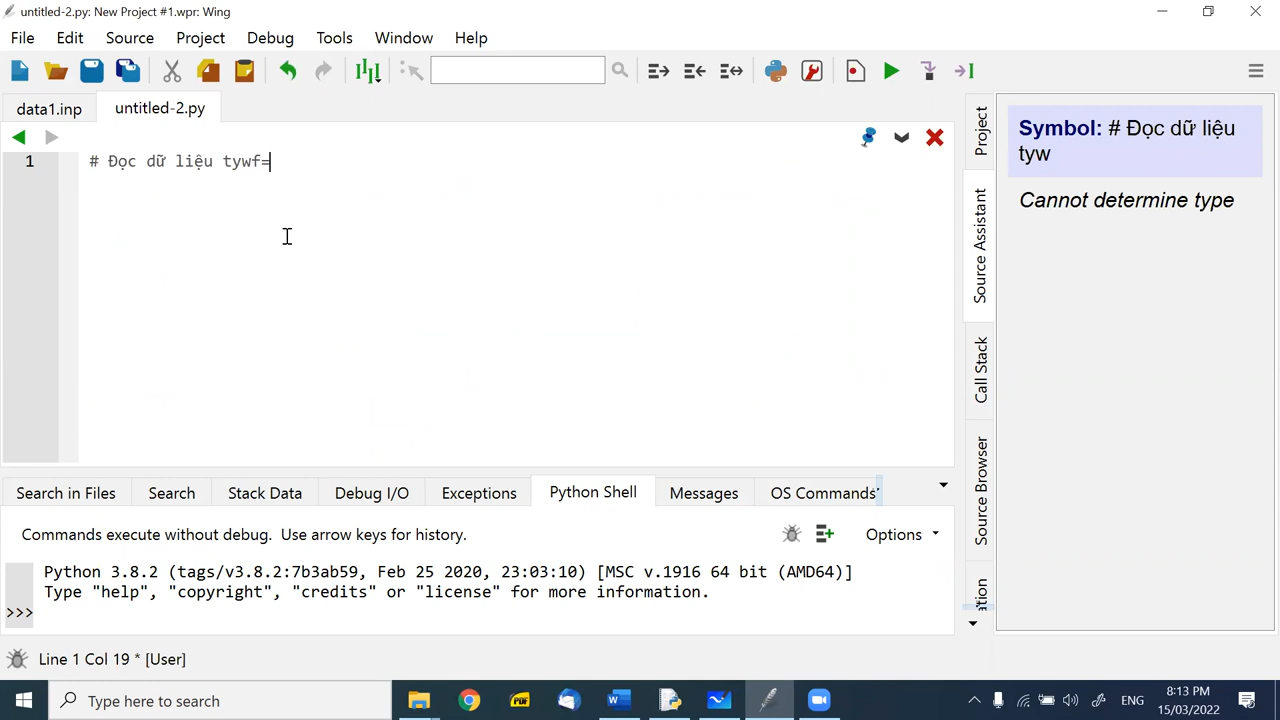 untitled-2.py: New Project #1.wpr: Wing
File Edit Source Project Debug Tools Window Help
data1.inp untitled-2.py
1 # Đọc dữ liệu tywf=
Symbol: # Đọc dữ liệu
tyw
Cannot determine type
Project
Source Assistant
Call Stack
Source Browser
ation
Search in Files Search Stack Data Debug I/O Exceptions Python Shell Messages OS Commands
Commands execute without debug. Use arrow keys for history.
Options
Python 3.8.2 (tags/v3.8.2:7b3ab59, Feb 25 2020, 23:03:10) [MSC v.1916 64 bit (AMD64)]
Type "help", "copyright", "credits" or "license" for more information.
>>>
Line 1 Col 19 * [User]
Type here to search
PDF
ENG
8:13 PM
15/03/2022